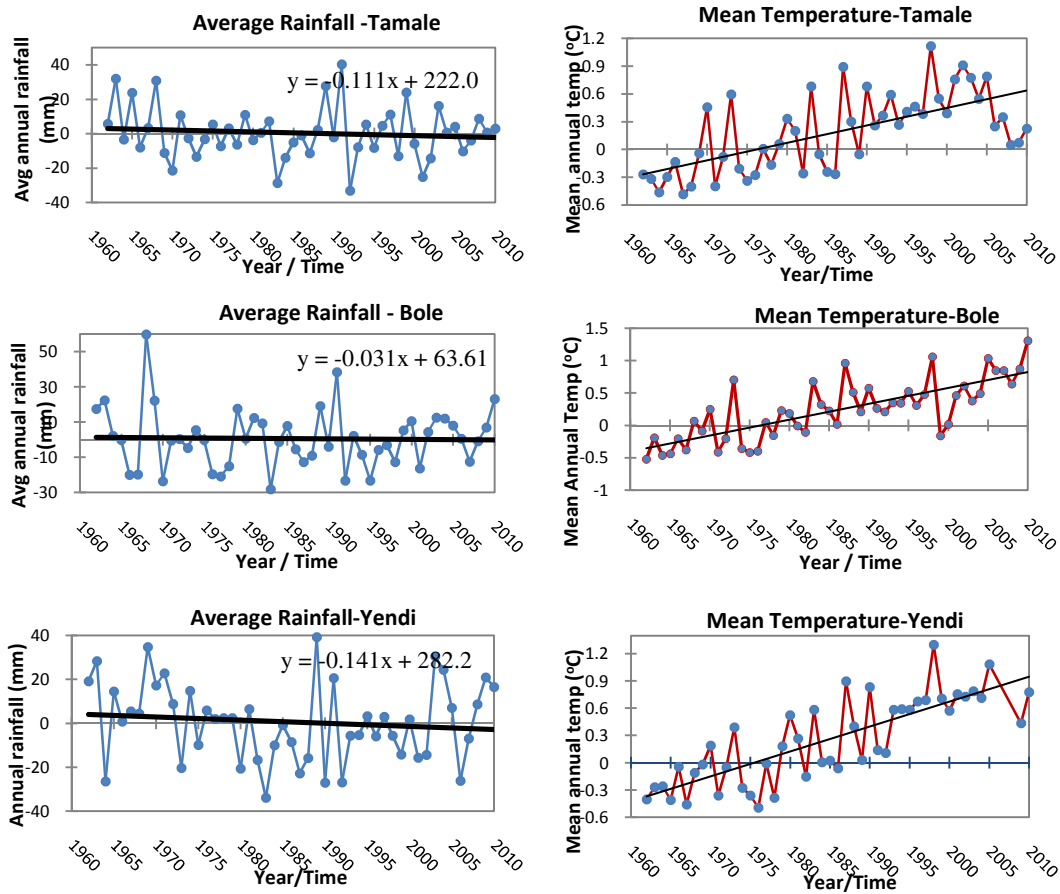 Average Rainfall -Tamale
Avg annual rainfall
(mm)
40
20
0
-20
-40
y = -0.111x + 222.0
1960 1965 1970 1975 1980 1985 1990 1995 2000 2005 2010
Year / Time
Mean Temperature-Tamale
Mean annual temp (°C)
1.2
0.9
0.6
0.3
0
-0.3
-0.6
1960 1965 1970 1975 1980 1985 1990 1995 2000 2005 2010
Year/Time
Average Rainfall - Bole
Avg annual rainfall
(mm)
50
30
10
-10
-30
y = -0.031x + 63.61
1960 1965 1970 1975 1980 1985 1990 1995 2000 2005 2010
Year / Time
Mean Temperature-Bole
Mean Annual Temp (°C)
1.5
1
0.5
0
-0.5
-1
1960 1965 1970 1975 1980 1985 1990 1995 2000 2005 2010
Year/Time
Average Rainfall-Yendi
Annual rainfall (mm)
40
20
0
-20
-40
y = -0.141x + 282.2
1960 1965 1970 1975 1980 1985 1990 1995 2000 2005 2010
Year/Time
Mean Temperature-Yendi
Mean annual temp (°C)
1.2
0.9
0.6
0.3
0
-0.3
-0.6
1960 1965 1970 1975 1980 1985 1990 1995 2000 2005 2010
Year/Time